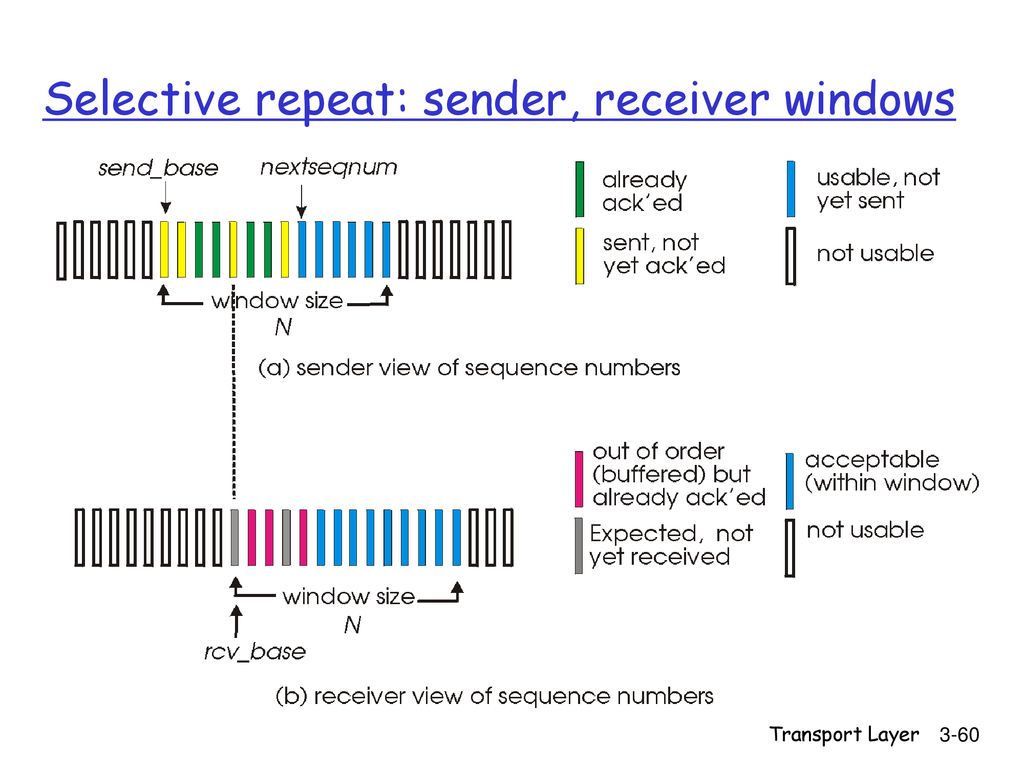 Selective repeat: sender, receiver windows
send_base
nextseqnum
already
ack'ed
usable, not
yet sent
sent, not
yet ack'ed
not usable
window size
N
(a) sender view of sequence numbers
out of order
(buffered) but
already ack'ed
acceptable
(within window)
Expected, not
yet received
not usable
window size
N
rcv_base
(b) receiver view of sequence numbers
Transport Layer 3-60